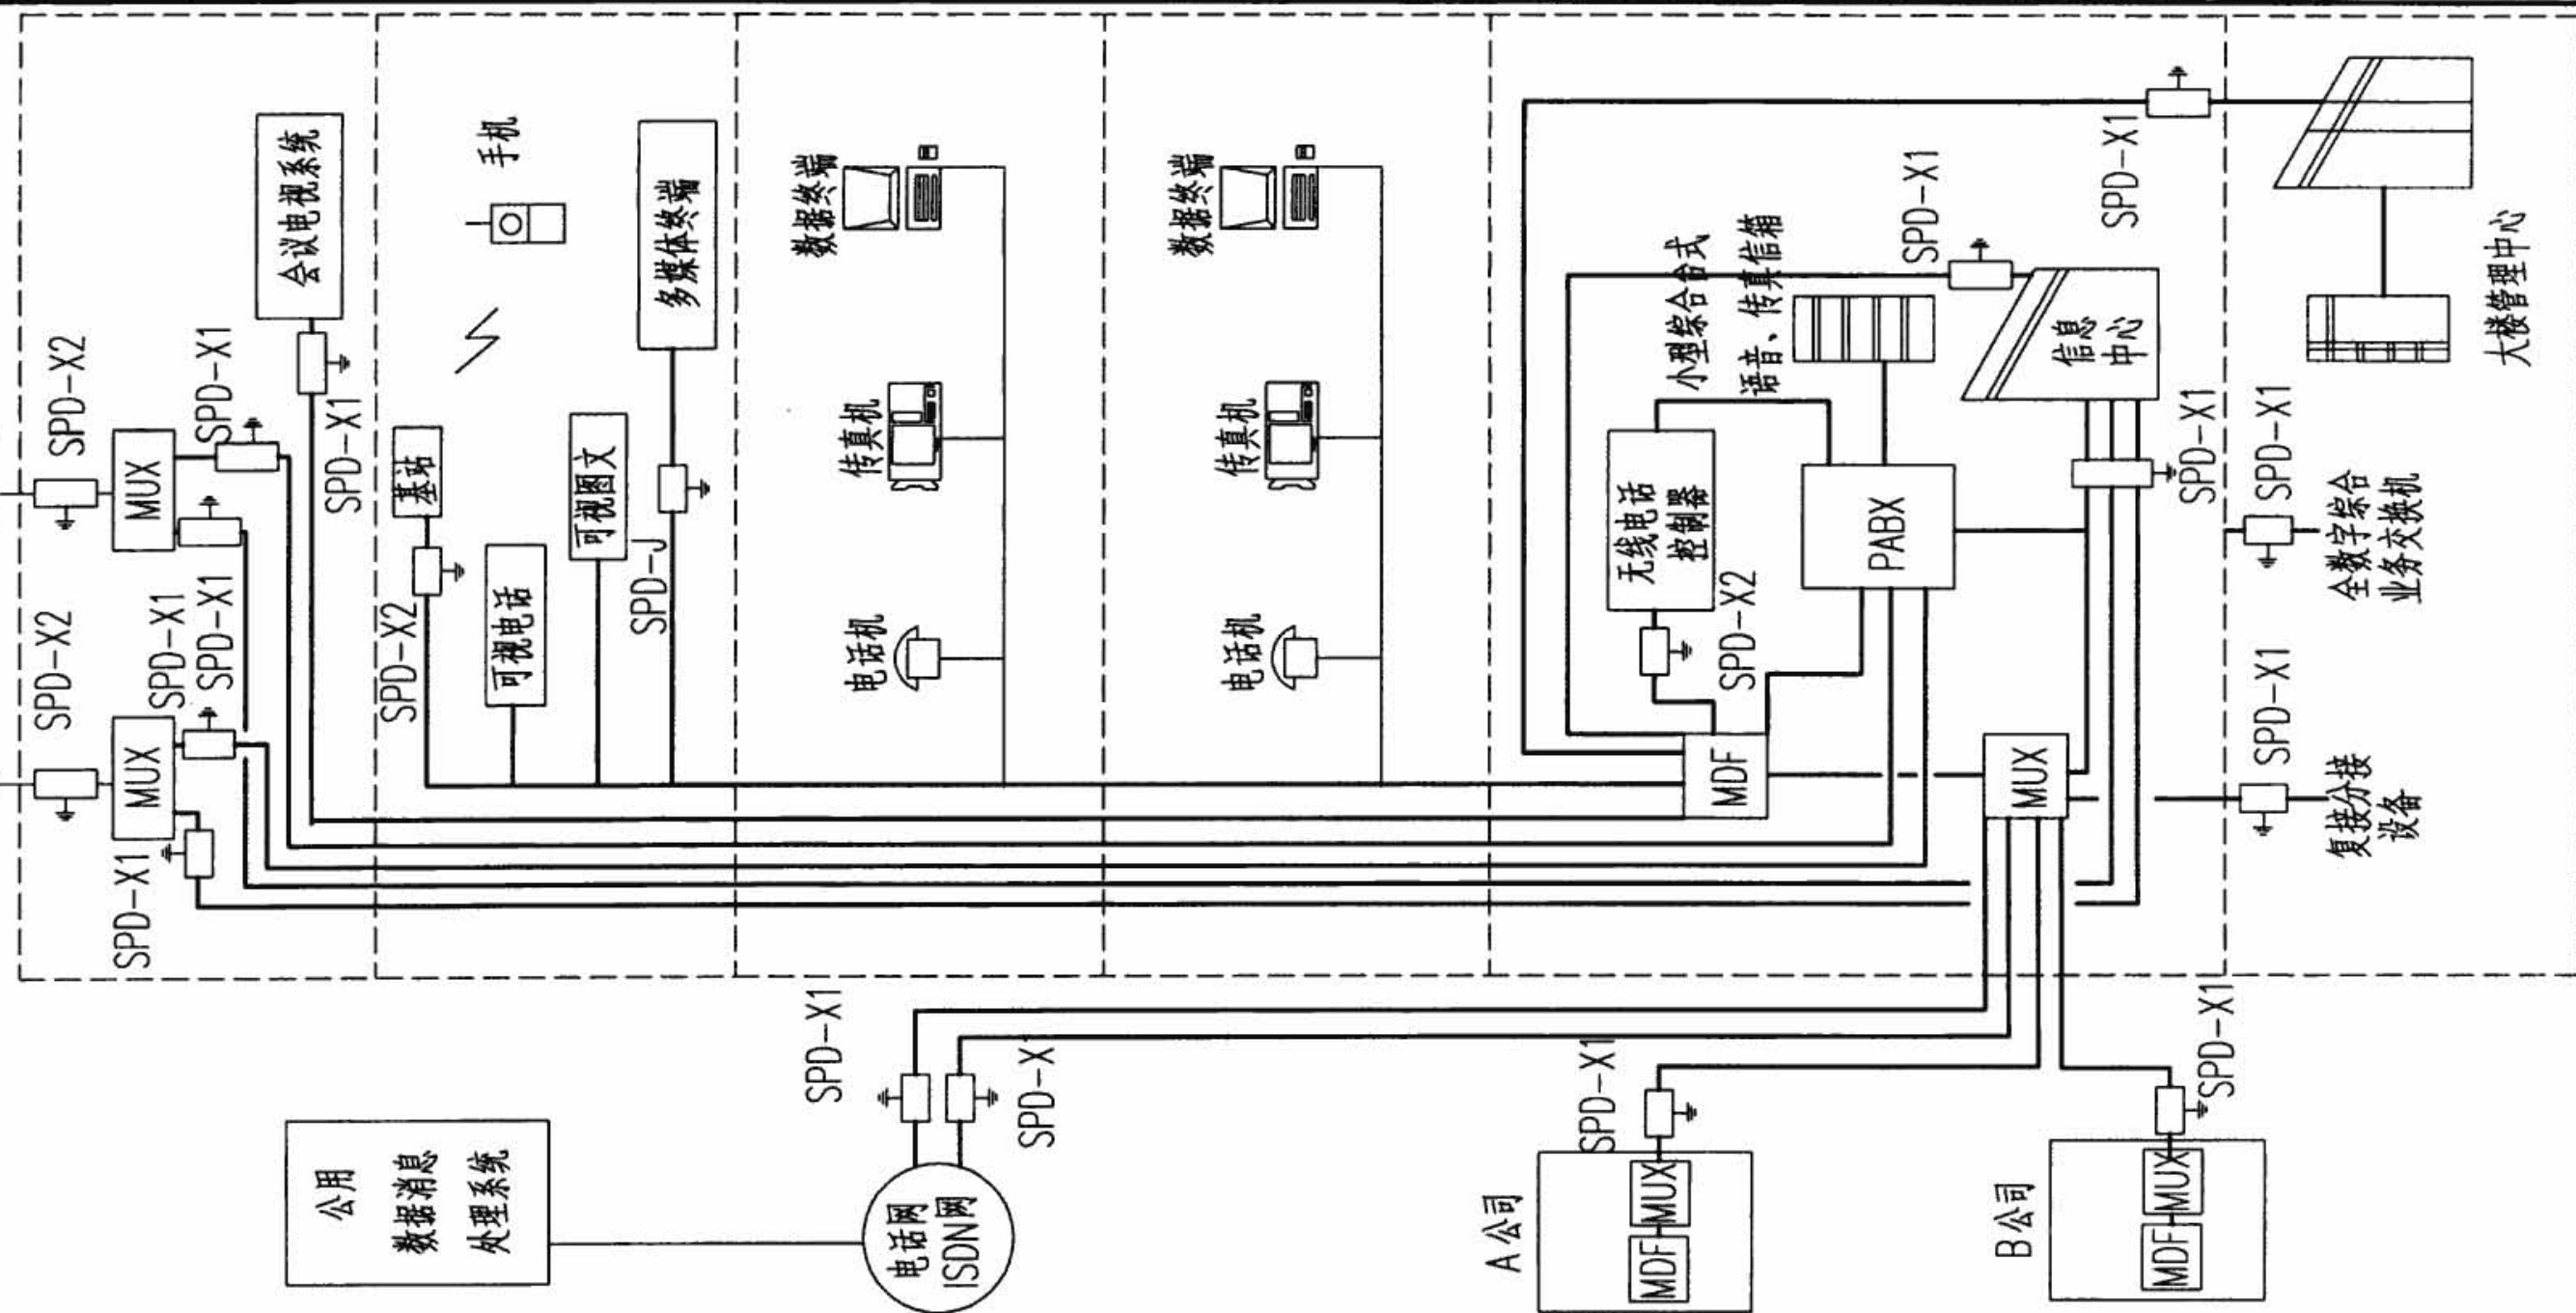 SPD-X2
SPD-X2
MUX
MUX
SPD-X1
SPD-X1
SPD-X1
SPD-X1
会议电视系统
SPD-X1
SPD-X2
基站
手机
可视电话
可视图文
SPD-J
多媒体终端
电话机
传真机
数据终端
电话机
传真机
数据终端
无线电话
控制器
SPD-X2
小型综合台式
语音、传真信箱
MDF
PABX
SPD-X1
信息
中心
MUX
SPD-X1
SPD-X1
SPD-X1
复接分接
设备
SPD-X1
全数字综合
业务交换机
大楼管理中心
公用
数据消息
处理系统
电话网
ISDN网
SPD-X1
SPD-X1
A公司
MDF
MUX
SPD-X1
B公司
MDF
MUX
SPD-X1